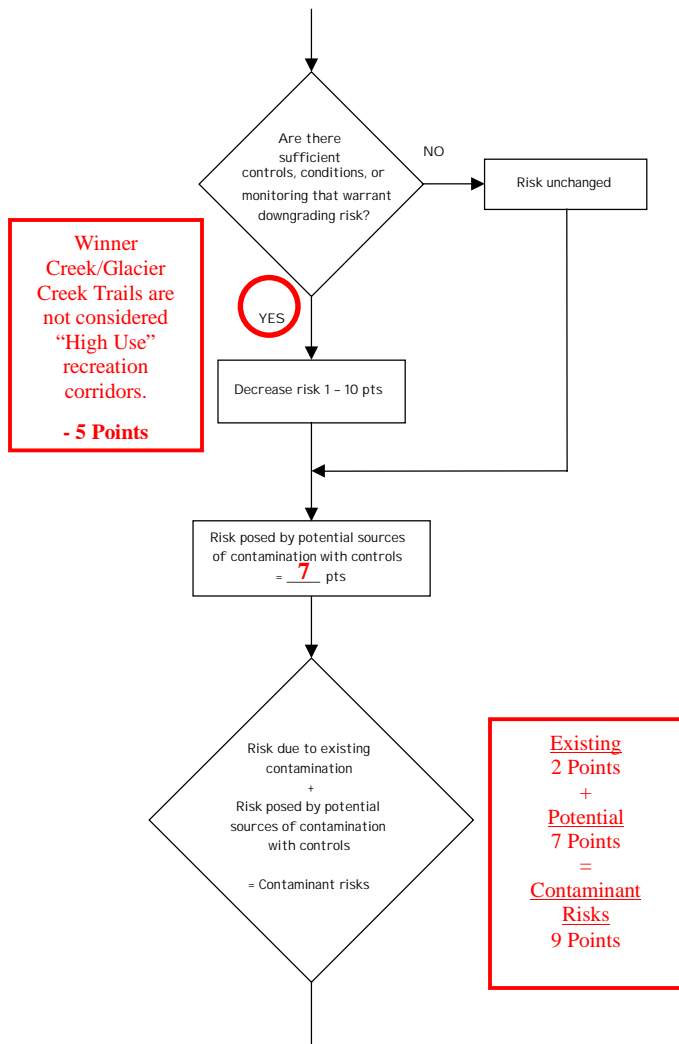 Are there
sufficient
controls, conditions, or
monitoring that warrant
downgrading risk?
NO
Risk unchanged
Winner
Creek/Glacier
Creek Trails are
not considered
“High Use”
recreation
corridors.
- 5 Points
YES
Decrease risk 1 – 10 pts
Risk posed by potential sources
of contamination with controls
= 7 pts
Risk due to existing
contamination
+
Risk posed by potential
sources of contamination
with controls
= Contaminant risks
Existing
2 Points
+
Potential
7 Points
=
Contaminant
Risks
9 Points